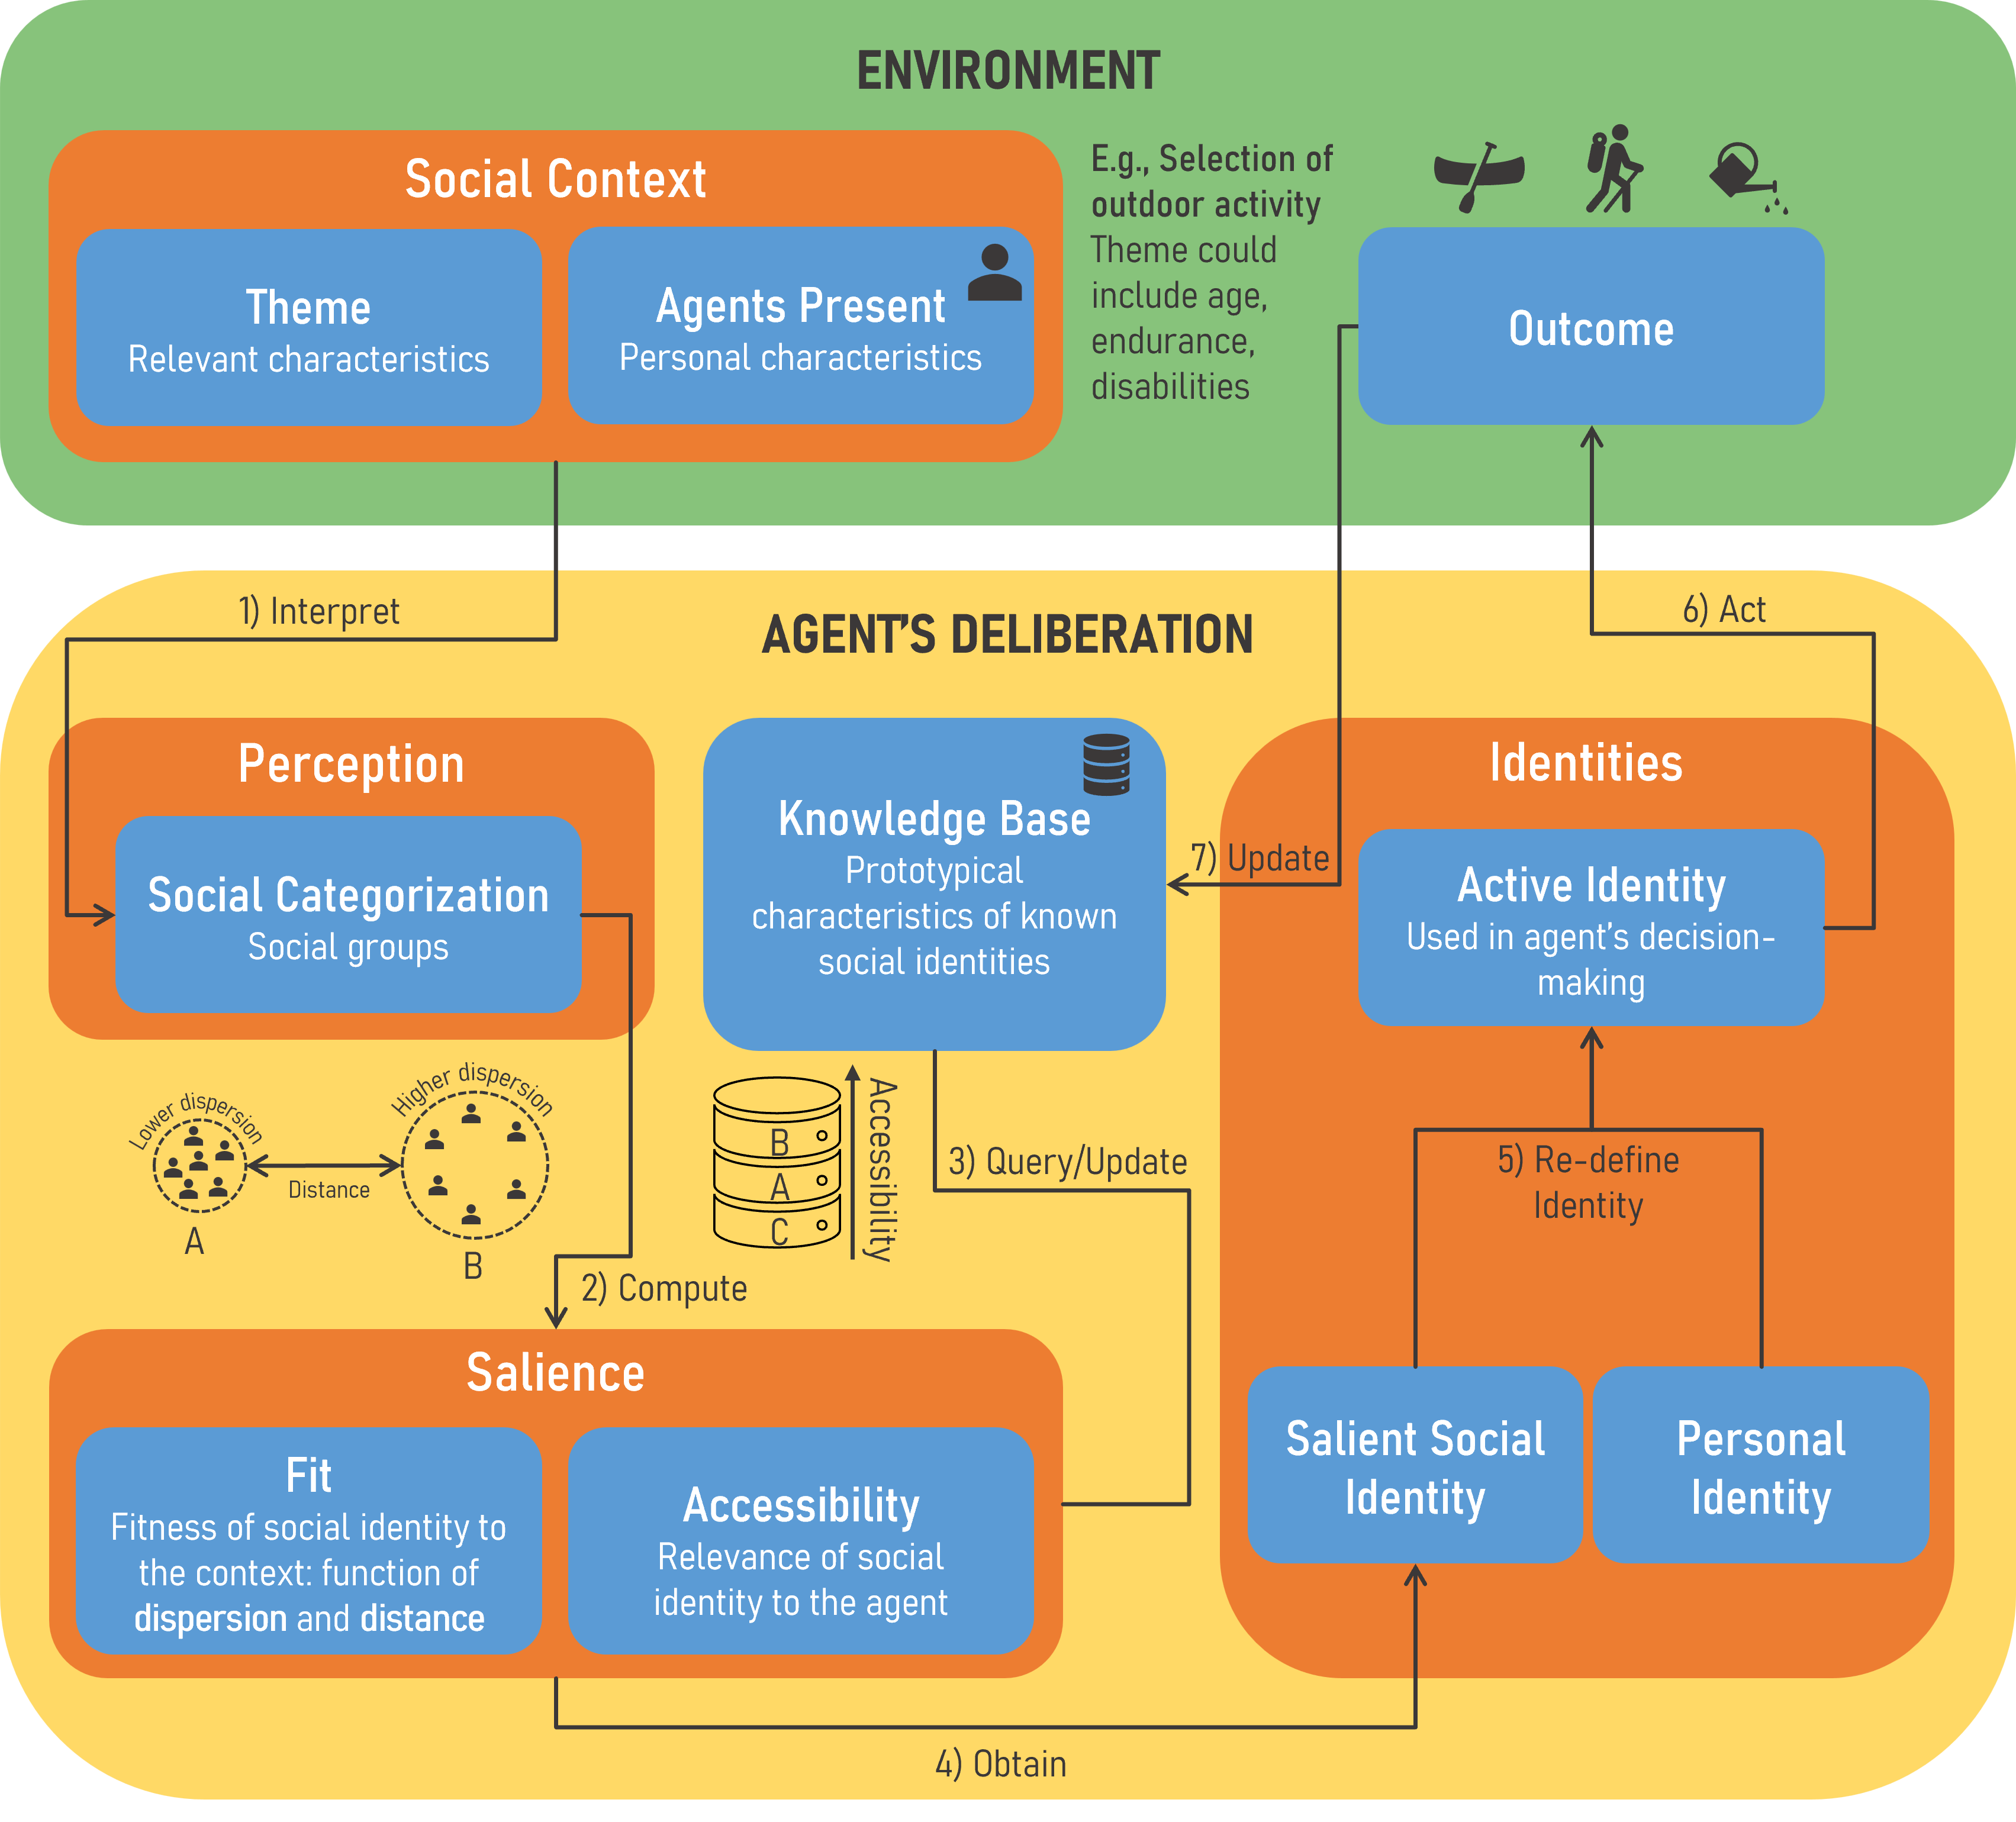 ENVIRONMENT
Social Context
Theme
Relevant characteristics
Agents Present
Personal characteristics
E.g., Selection of
outdoor activity
Theme could
include age,
endurance,
disabilities
Outcome
1) Interpret
AGENT'S DELIBERATION
6) Act
Perception
Social Categorization
Social groups
Knowledge Base
Prototypical
characteristics of known
social identities
7) Update
Identities
Active Identity
Used in agent's decision-
making
Lower dispersion
Higher dispersion
Distance
A
B
B
A
C
Accessibility
3) Query/Update
5) Re-define
Identity
2) Compute
Salience
Fit
Fitness of social identity to
the context: function of
dispersion and distance
Accessibility
Relevance of social
identity to the agent
Salient Social
Identity
Personal
Identity
4) Obtain